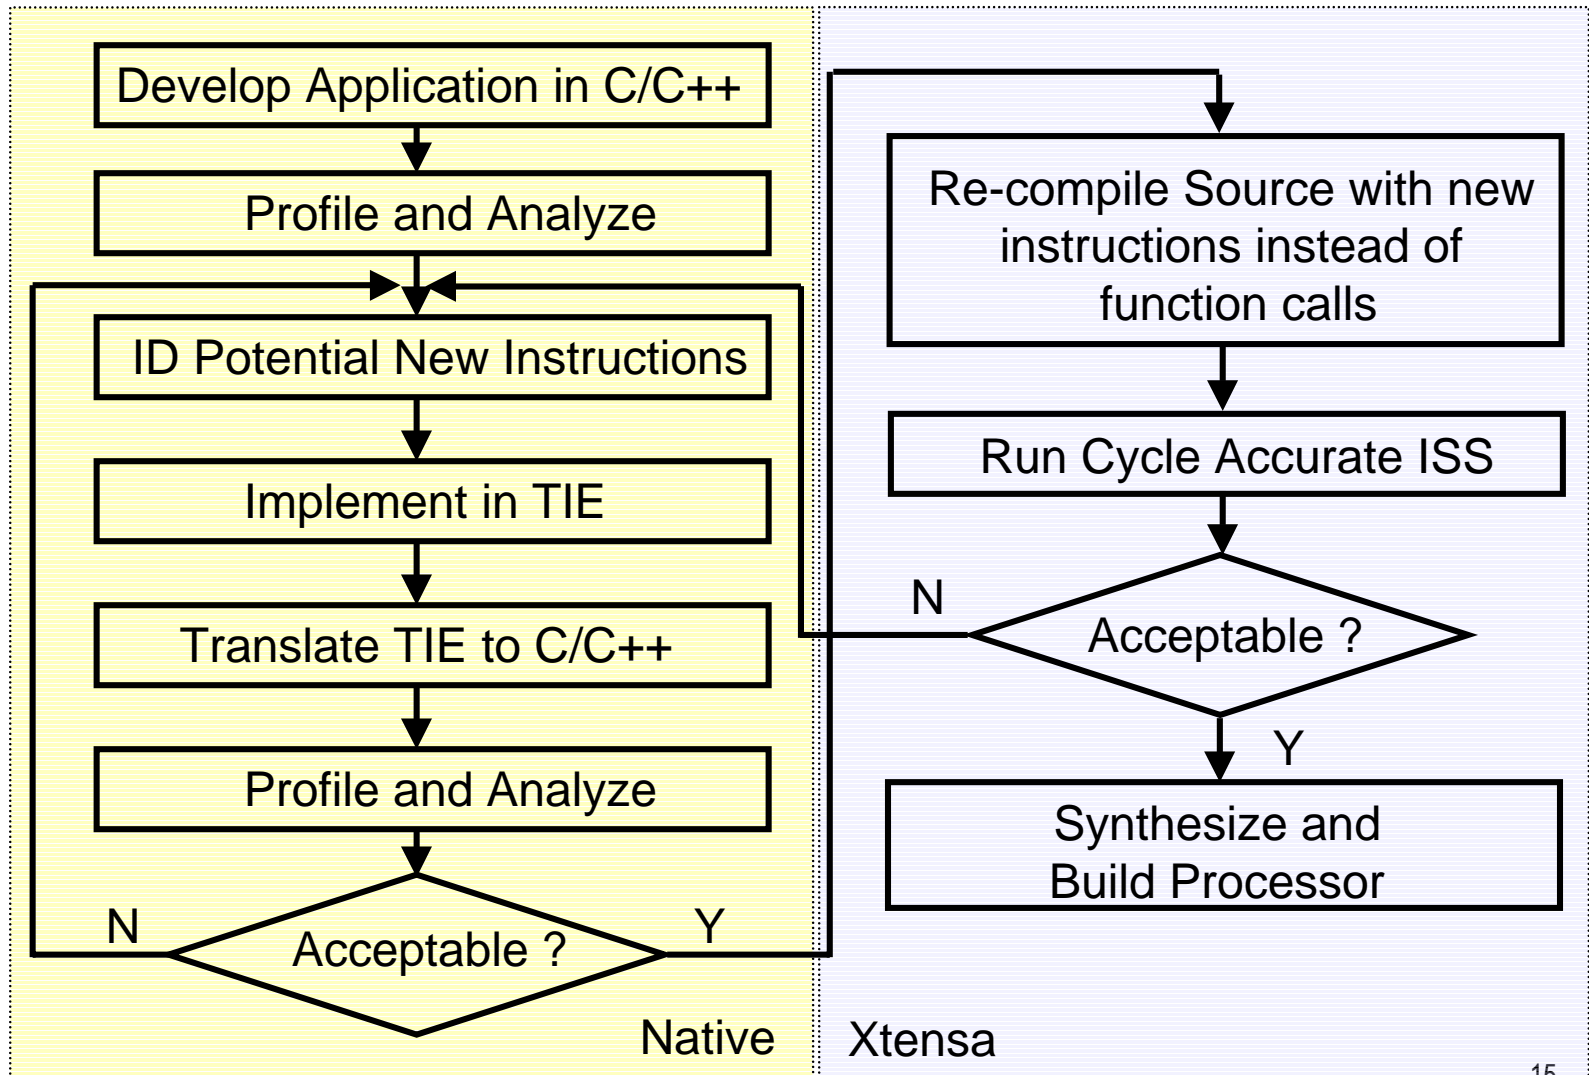 Develop Application in C/C++
Profile and Analyze
ID Potential New Instructions
Implement in TIE
Translate TIE to C/C++
Profile and Analyze
N
Acceptable ?
Y
Native
Re-compile Source with new
instructions instead of
function calls
Run Cycle Accurate ISS
N
Acceptable ?
Y
Synthesize and
Build Processor
Xtensa
15